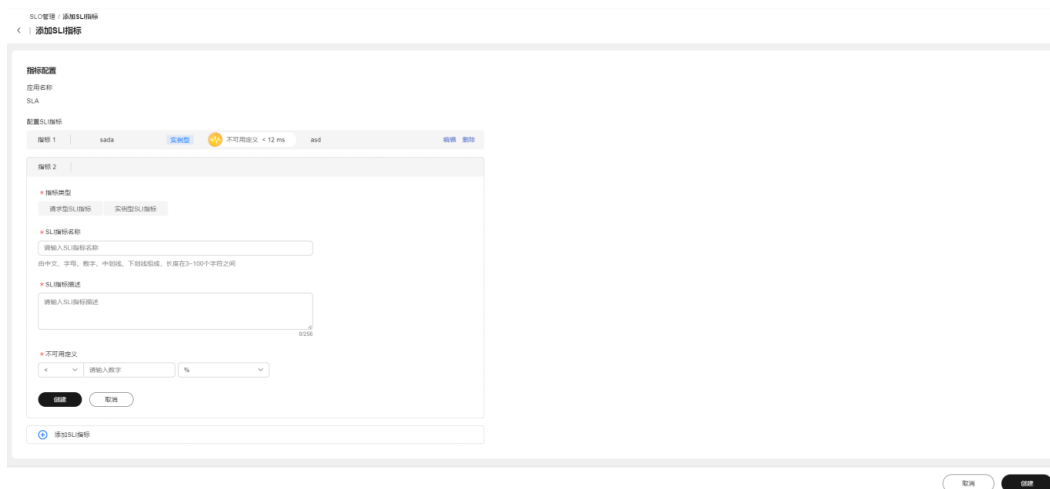 SLO管理 / 添加SLI指标
添加SLI指标
指标配置
应用名称
SLA
配置SLI指标
指标 1 sada 实例型 不可用定义 < 12 ms asd 编辑 删除
指标 2
* 指标类型
请求型SLI指标 实例型SLI指标
* SLI指标名称
请输入SLI指标名称
由中文、字母、数字、中划线、下划线组成，长度在3~100个字符之间
* SLI指标描述
请输入SLI指标描述
0/256
* 不可用定义
< 请输入数字 %
创建 取消
添加SLI指标
取消 创建